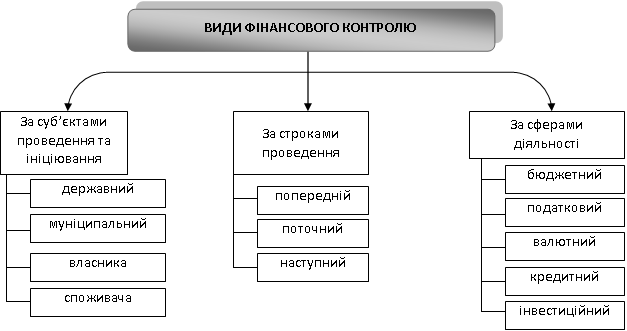 ВИДИ ФІНАНСОВОГО КОНТРОЛЮ
За суб’єктами
проведення та
ініціювання
державний
муніципальний
власника
споживача
За строками
проведення
попередній
поточний
наступний
За сферами
діяльності
бюджетний
податковий
валютний
кредитний
інвестиційний